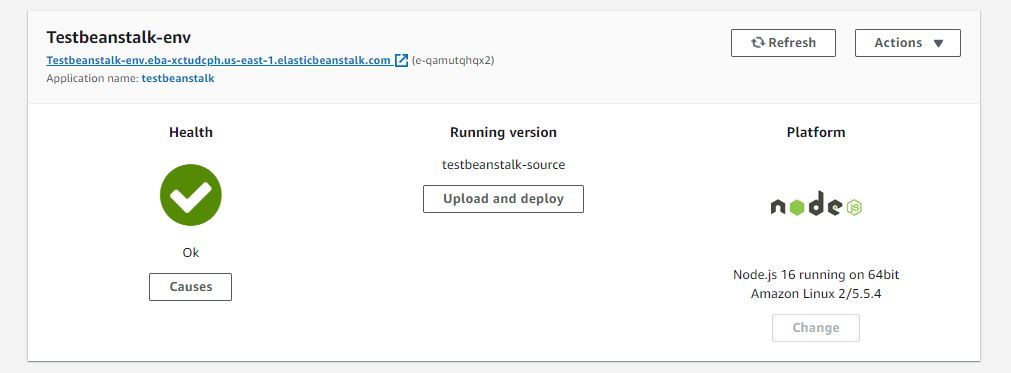 Testbeanstalk-env
Refresh
Actions
Testbeanstalk-env.eba-xctudcph.us-east-1.elasticbeanstalk.com (e-qamutqhqx2)
Application name: testbeanstalk
Health
Running version
Platform
testbeanstalk-source
Upload and deploy
node
JS
Ok
Causes
Node.js 16 running on 64bit
Amazon Linux 2/5.5.4
Change